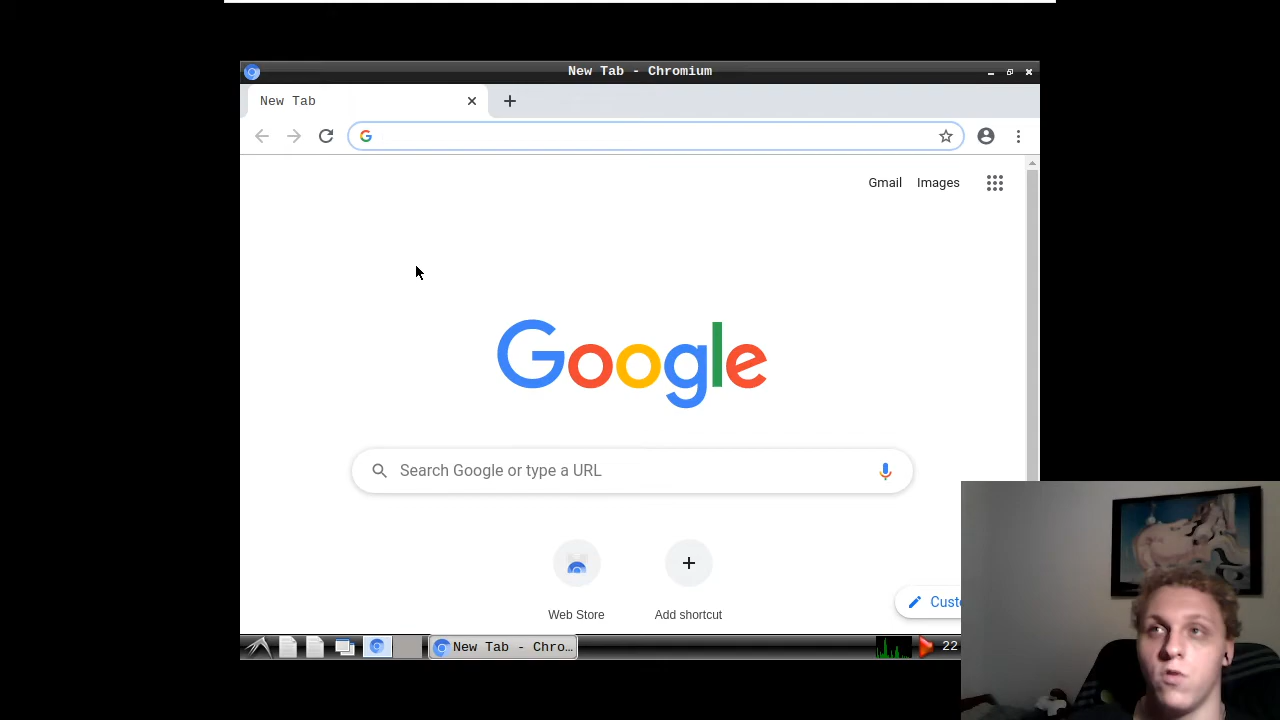 New Tab - Chromium
New Tab
Gmail Images
Google
Search Google or type a URL
Web Store Add shortcut
New Tab - Chro...
22